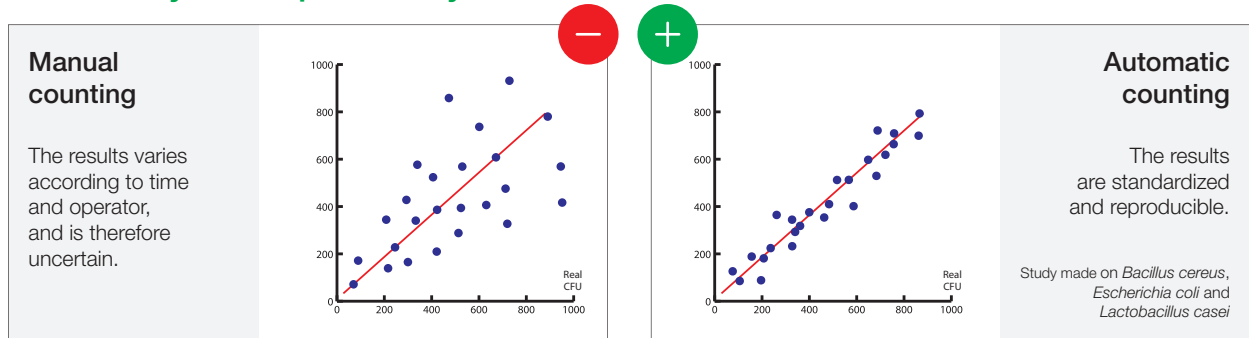 Manual
counting
The results varies
according to time
and operator,
and is therefore
uncertain.
1000
800
600
400
200
0
0 200 400 600 800 1000
Real
CFU
1000
800
600
400
200
0
0 200 400 600 800 1000
Real
CFU
Automatic
counting
The results
are standardized
and reproducible.
Study made on Bacillus cereus,
Escherichia coli and
Lactobacillus casei